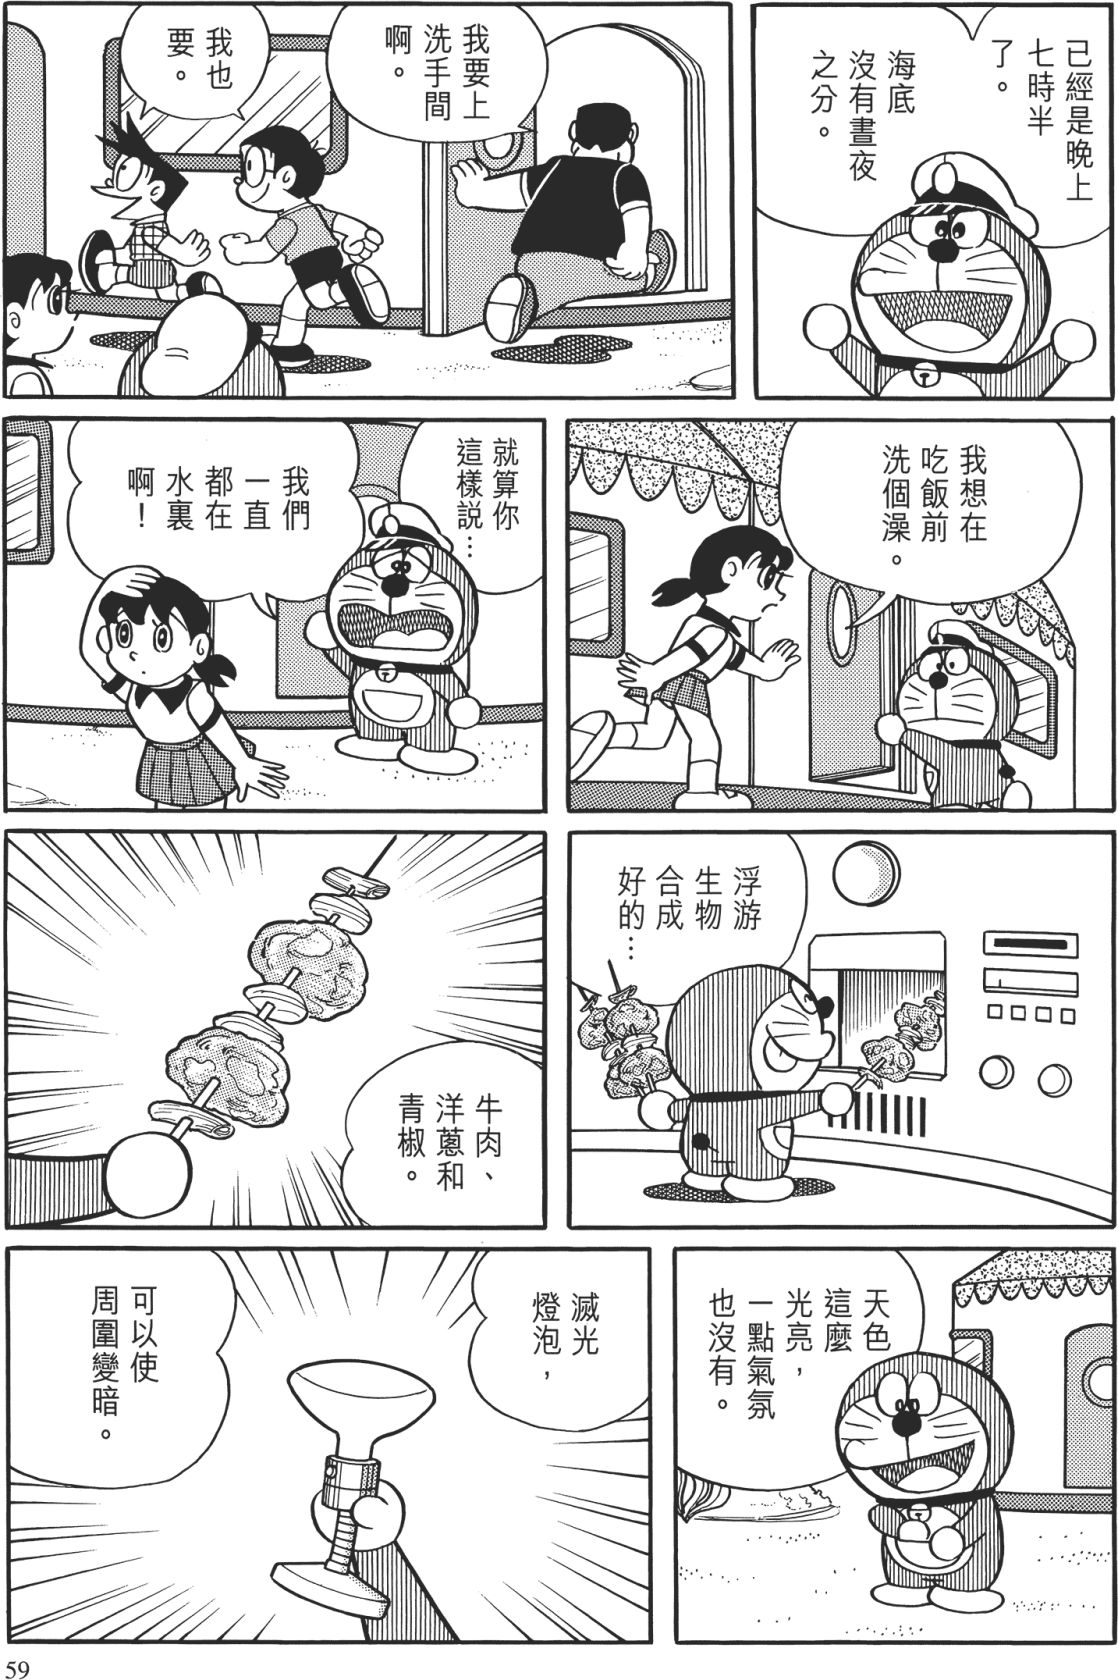 已經是晚上
七時半
了。
海底
沒有晝夜
之分。
我要上
洗手間
啊。
我也
要。
我想在
吃飯前
洗個澡。
就算你
這樣說…
我們
一直
都在
水裏
啊！
浮游
生物
合成
好的…
牛肉、
洋蔥和
青椒。
天色
這麼
光亮，
一點氣氛
也沒有。
滅光
燈泡，
可以使
周圍變暗。
59